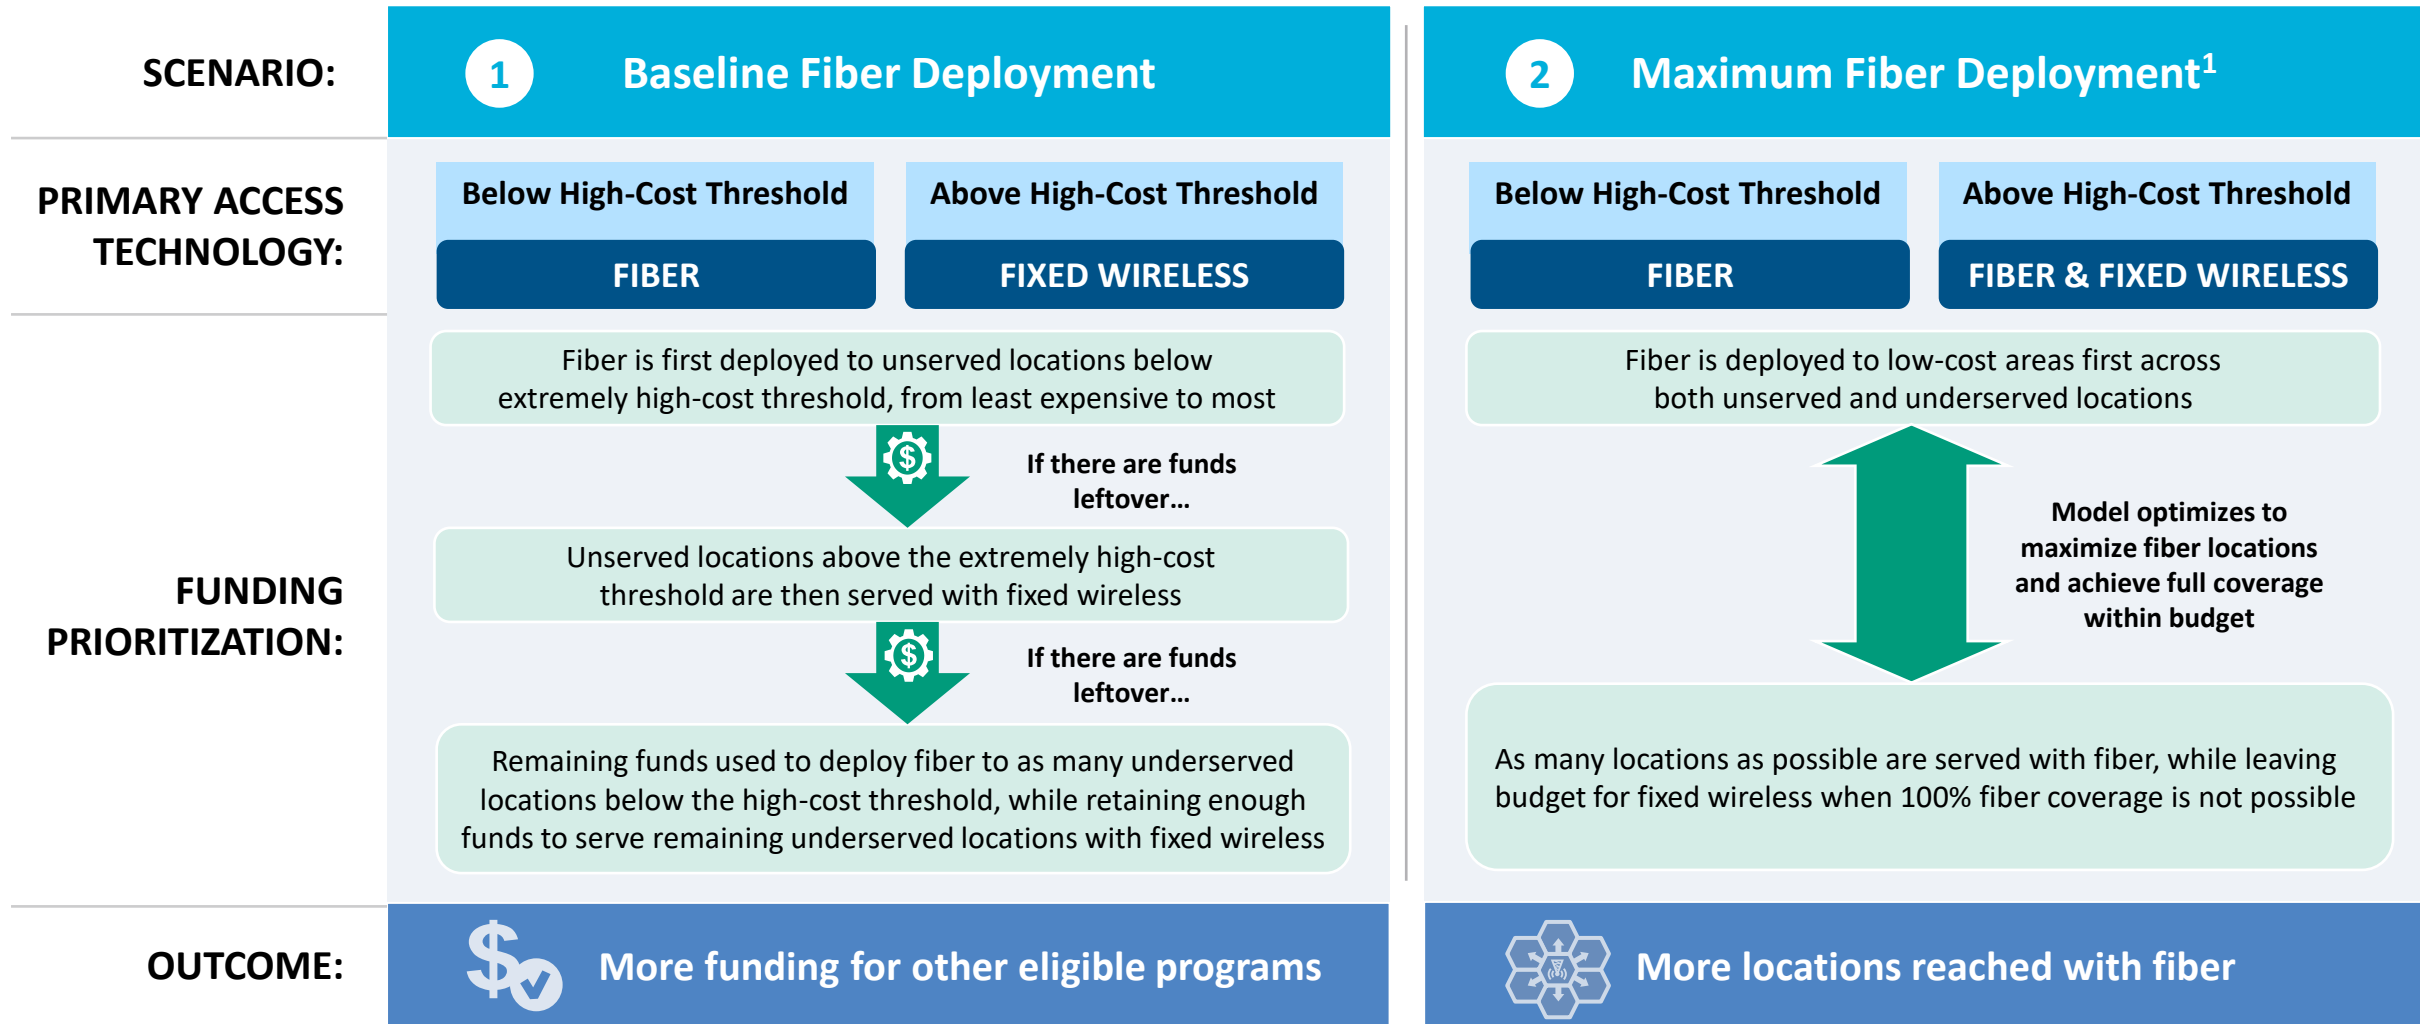 SCENARIO:
1
Baseline Fiber Deployment
2
Maximum Fiber Deployment¹
PRIMARY ACCESS
TECHNOLOGY:
Below High-Cost Threshold
FIBER
Above High-Cost Threshold
FIXED WIRELESS
Below High-Cost Threshold
FIBER
Above High-Cost Threshold
FIBER & FIXED WIRELESS
FUNDING
PRIORITIZATION:
Fiber is first deployed to unserved locations below
extremely high-cost threshold, from least expensive to most
$
If there are funds
leftover…
Unserved locations above the extremely high-cost
threshold are then served with fixed wireless
$
If there are funds
leftover…
Remaining funds used to deploy fiber to as many underserved
locations below the high-cost threshold, while retaining enough
funds to serve remaining underserved locations with fixed wireless
Fiber is deployed to low-cost areas first across
both unserved and underserved locations
Model optimizes to
maximize fiber locations
and achieve full coverage
within budget
As many locations as possible are served with fiber, while leaving
budget for fixed wireless when 100% fiber coverage is not possible
OUTCOME:
$
More funding for other eligible programs
More locations reached with fiber